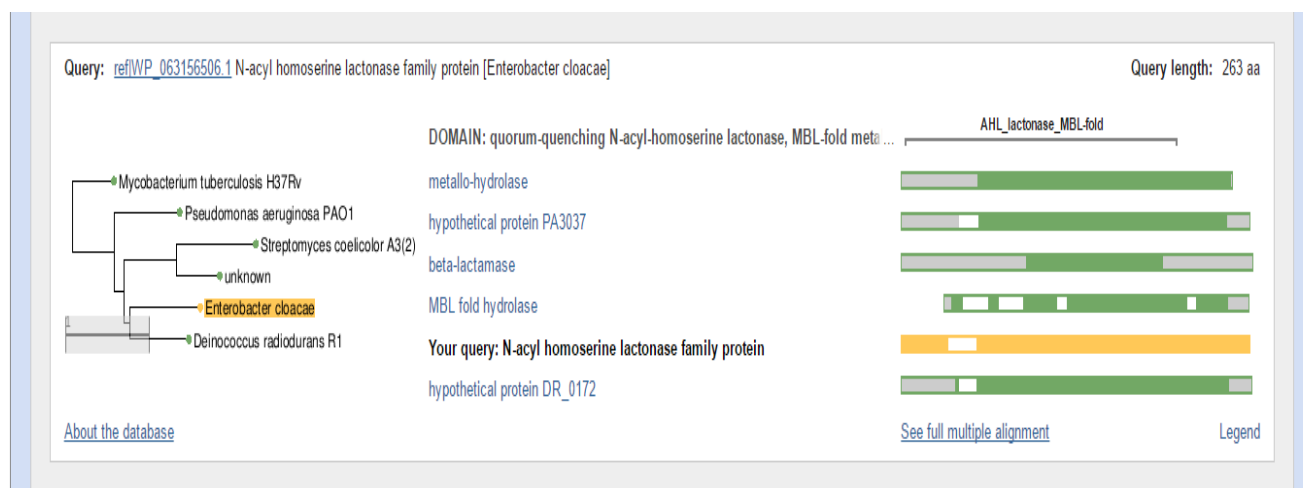 Query: ref|WP_063156506.1 N-acyl homoserine lactonase family protein [Enterobacter cloacae] Query length: 263 aa
DOMAIN: quorum-quenching N-acyl-homoserine lactonase, MBL-fold meta ... AHL_lactonase_MBL-fold
Mycobacterium tuberculosis H37Rv metallo-hydrolase
Pseudomonas aeruginosa PAO1 hypothetical protein PA3037
Streptomyces coelicolor A3(2) beta-lactamase
unknown MBL fold hydrolase
Enterobacter cloacae Your query: N-acyl homoserine lactonase family protein
Deinococcus radiodurans R1 hypothetical protein DR_0172
About the database See full multiple alignment Legend